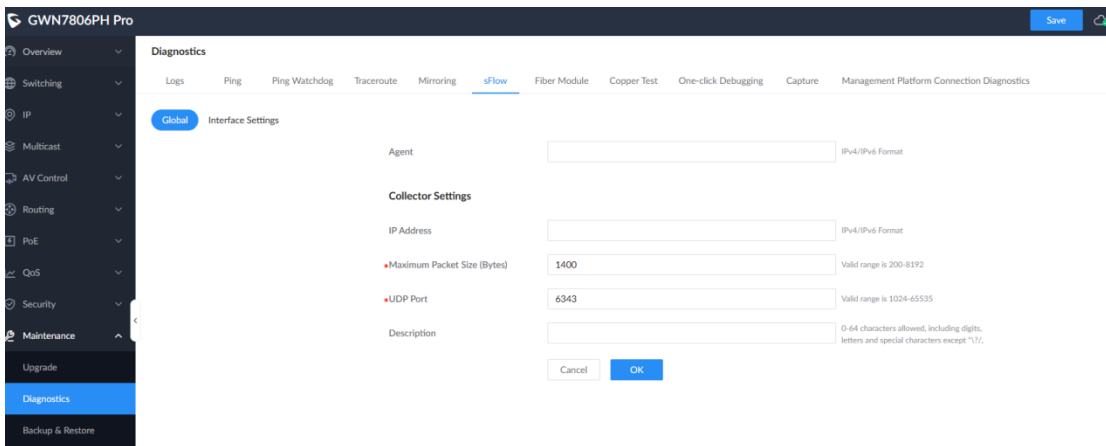 GWN7806PH Pro
Save
Overview
Switching
IP
Multicast
AV Control
Routing
PoE
QoS
Security
Maintenance
Upgrade
Diagnostics
Backup & Restore
Diagnostics
Logs Ping Ping Watchdog Traceroute Mirroring sFlow Fiber Module Copper Test One-click Debugging Capture Management Platform Connection Diagnostics
Global Interface Settings
Agent IPv4/IPv6 Format
Collector Settings
IP Address IPv4/IPv6 Format
*Maximum Packet Size (Bytes) 1400 Valid range is 200-8192
*UDP Port 6343 Valid range is 1024-65535
Description 0-64 characters allowed, including digits,
letters and special characters except "\?/,
Cancel OK